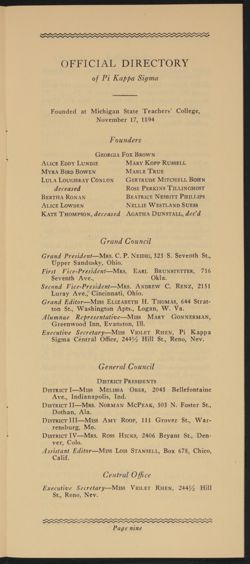 OFFICIAL DIRECTORY
of Pi Kappa Sigma
Founded at Michigan State Teachers' College,
November 17, 1894
Founders
GEORGIA FOX BROWN
ALICE EDDY LUNDIE MARY KOPP RUSSELL
MYRA BIRD BOWEN MABLE TRUE
LULA LOUGHRAY CONLON GERTRUDE MITCHELL BOHN
deceased ROSE PERKINS TILLINGHIST
BERTHA RONAN BEATRICE NESBITT PHILLIPS
ALICE LOWDEN NELLIE WESTLAND SUESS
KATE THOMPSON, deceased AGATHA DUNSTALL, dec'd
Grand Council
Grand President—MRS. C. P. NEIDIG, 523 S. Seventh St.,
Upper Sandusky, Ohio.
First Vice-President—MRS. EARL BRUNSTETTER, 716
Seventh Ave., Okla.
Second Vice-President—MRS. ANDREW C. RENZ, 2151
Luray Ave., Cincinnati, Ohio.
Grand Editor—MISS ELIZABETH H. THOMAS, 644 Strat-
ton St., Washington Apts., Logan, W. Va.
Alumnae Representative—MISS MARY GONNERMAN,
Greenwood Inn, Evanston, Ill.
Executive Secretary—MISS VIOLET RHEN, Pi Kappa
Sigma Central Office, 244½ Hill St., Reno, Nev.
General Council
DISTRICT PRESIDENTS
DISTRICT I—MISS MELISSA OBER, 2045 Bellefontaine
Ave., Indianapolis, Ind.
DISTRICT II—MRS. NORMAN MCPEAK, 503 N. Foster St.,
Dothan, Ala.
DISTRICT III—MISS AMY ROOP, 111 Grover St., War-
rensburg, Mo.
DISTRICT IV—MRS. ROSS HICKS, 2406 Bryant St., Den-
ver, Colo.
Assistant Editor—MISS LOIS STANSELL, Box 678, Chico,
Calif.
Central Office
Executive Secretary—MISS VIOLET RHEN, 244½ Hill
St., Reno, Nev.
Page nine